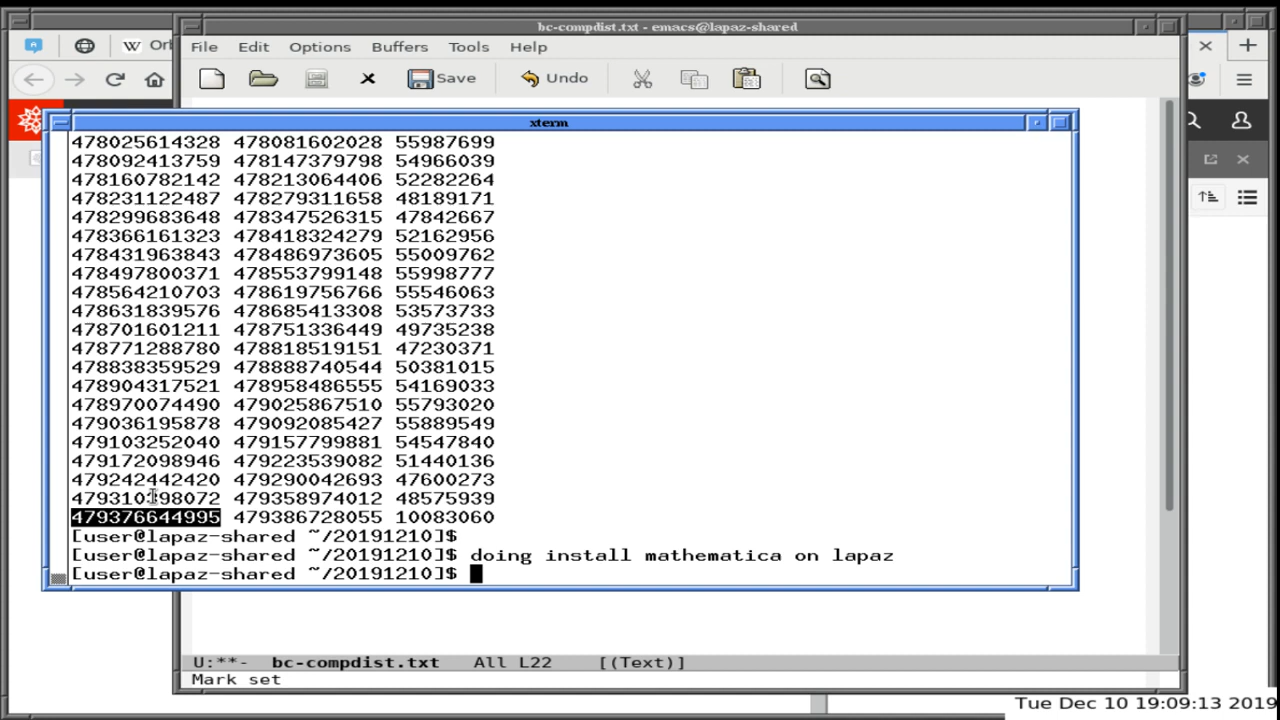 bc-compdist.txt - emacs@lapaz-shared
W Orb
File Edit Options Buffers Tools Help
Save Undo
xterm
478025614328 478081602028 55987699
478092413759 478147379798 54966039
478160782142 478213064406 52282264
478231122487 478279311658 48189171
478299683648 478347526315 47842667
478366161323 478418324279 52162956
478431963843 478486973605 55009762
478497800371 478553799148 55998777
478564210703 478619756766 55546063
478631839576 478685413308 53573733
478701601211 478751336449 49735238
478771288780 478818519151 47230371
478838359529 478888740544 50381015
478904317521 478958486555 54169033
478970074490 479025867510 55793020
479036195878 479092085427 55889549
479103252040 479157799881 54547840
479172098946 479223539082 51440136
479242442420 479290042693 47600273
479310398072 479358974012 48575939
479376644995 479386728055 10083060
[user@lapaz-shared ~/20191210]$
[user@lapaz-shared ~/20191210]$ doing install mathematica on lapaz
[user@lapaz-shared ~/20191210]$
U:**- bc-compdist.txt All L22 [(Text)]
Mark set
Tue Dec 10 19:09:13 2019